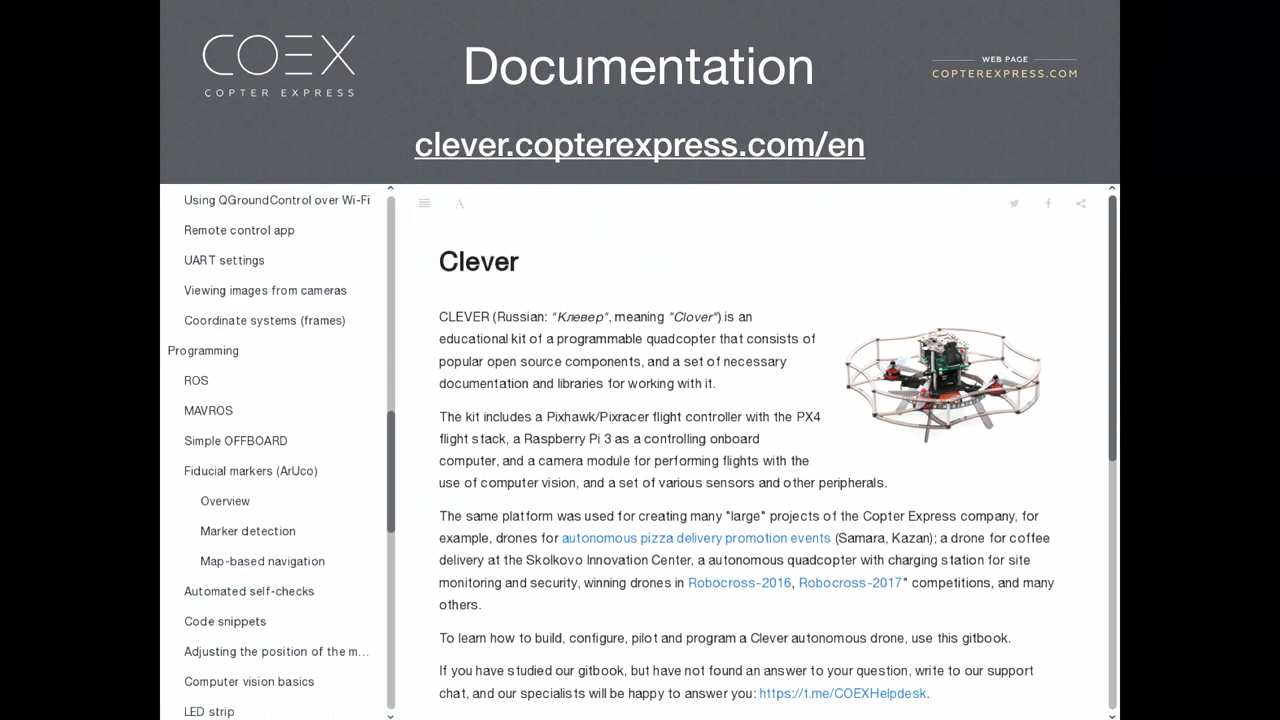 COEX
COPTER EXPRESS
Documentation
WEB PAGE
COPTEREXPRESS.COM
clever.copterexpress.com/en
Using QGroundControl over Wi-Fi
Remote control app
UART settings
Viewing images from cameras
Coordinate systems (frames)
Programming
ROS
MAVROS
Simple OFFBOARD
Fiducial markers (ArUco)
Overview
Marker detection
Map-based navigation
Automated self-checks
Code snippets
Adjusting the position of the m…
Computer vision basics
LED strip
A
Clever
CLEVER (Russian: "Клевер", meaning "Clover") is an
educational kit of a programmable quadcopter that consists of
popular open source components, and a set of necessary
documentation and libraries for working with it.
The kit includes a Pixhawk/Pixracer flight controller with the PX4
flight stack, a Raspberry Pi 3 as a controlling onboard
computer, and a camera module for performing flights with the
use of computer vision, and a set of various sensors and other peripherals.
The same platform was used for creating many "large" projects of the Copter Express company, for
example, drones for autonomous pizza delivery promotion events (Samara, Kazan); a drone for coffee
delivery at the Skolkovo Innovation Center, a autonomous quadcopter with charging station for site
monitoring and security, winning drones in Robocross-2016, Robocross-2017" competitions, and many
others.
To learn how to build, configure, pilot and program a Clever autonomous drone, use this gitbook.
If you have studied our gitbook, but have not found an answer to your question, write to our support
chat, and our specialists will be happy to answer you: https://t.me/COEXHelpdesk.